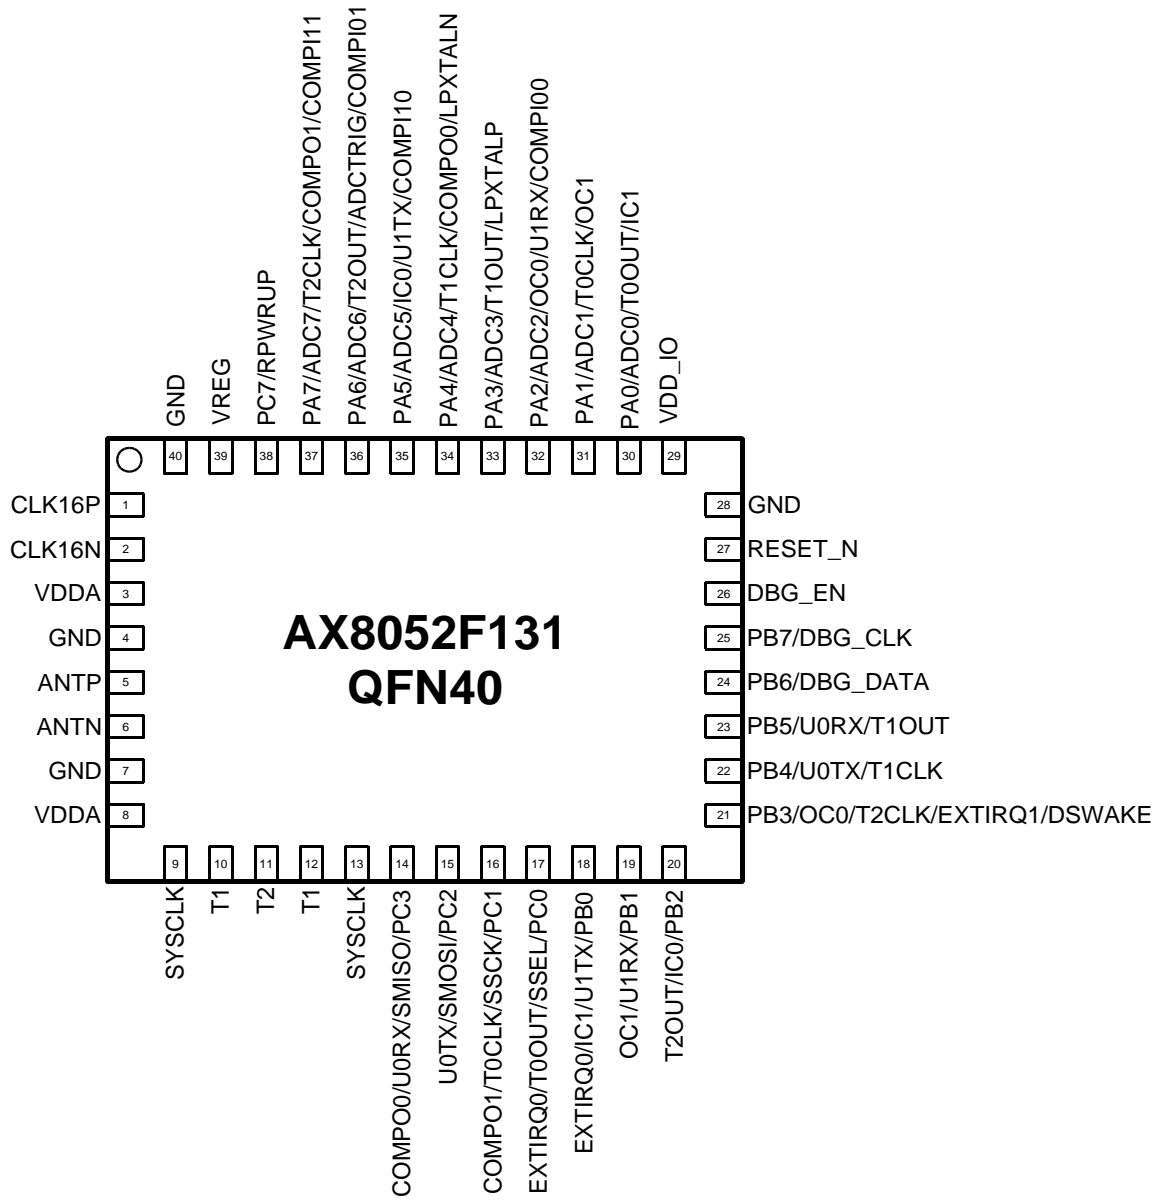 GND
VREG
PC7/RPWRUP
PA7/ADC7/T2CLK/COMPO1/COMPI11
PA6/ADC6/T2OUT/ADCTRIG/COMPI01
PA5/ADC5/IC0/U1TX/COMPI10
PA4/ADC4/T1CLK/COMPO0/LPXTALN
PA3/ADC3/T1OUT/LPXTALP
PA2/ADC2/OC0/U1RX/COMPI00
PA1/ADC1/T0CLK/OC1
PA0/ADC0/T0OUT/IC1
VDD_IO
40
39
38
37
36
35
34
33
32
31
30
29
CLK16P 1
CLK16N 2
VDDA 3
GND 4
ANTP 5
ANTN 6
GND 7
VDDA 8
AX8052F131
QFN40
28 GND
27 RESET_N
26 DBG_EN
25 PB7/DBG_CLK
24 PB6/DBG_DATA
23 PB5/U0RX/T1OUT
22 PB4/U0TX/T1CLK
21 PB3/OC0/T2CLK/EXTIRQ1/DSWAKE
9
10
11
12
13
14
15
16
17
18
19
20
SYSCLK
T1
T2
T1
SYSCLK
COMPO0/U0RX/SMISO/PC3
U0TX/SMOSI/PC2
COMPO1/T0CLK/SSCK/PC1
EXTIRQ0/T0OUT/SSEL/PC0
EXTIRQ0/IC1/U1TX/PB0
OC1/U1RX/PB1
T2OUT/IC0/PB2